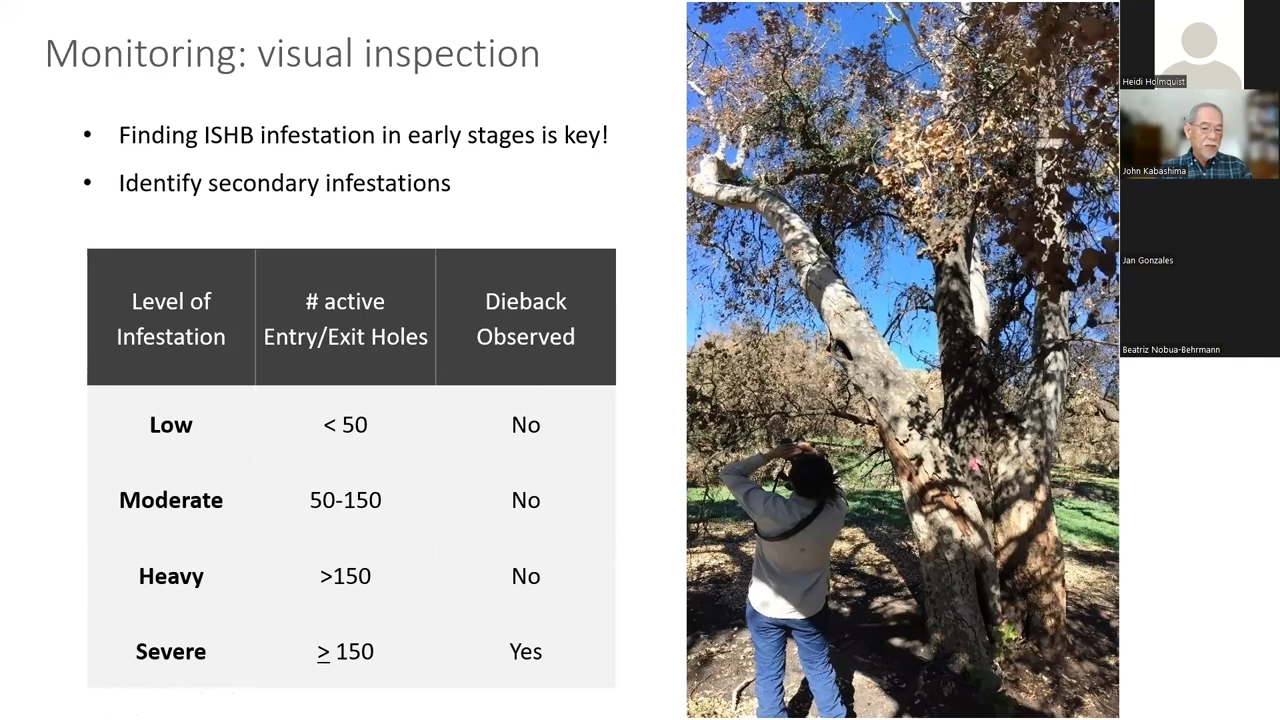 Monitoring: visual inspection
• Finding ISHB infestation in early stages is key!
• Identify secondary infestations
Level of
Infestation
# active
Entry/Exit Holes
Dieback
Observed
Low
< 50
No
Moderate
50-150
No
Heavy
>150
No
Severe
≥ 150
Yes
Heidi Holmquist
John Kabashima
Jan Gonzales
Beatriz Nobua-Behrmann